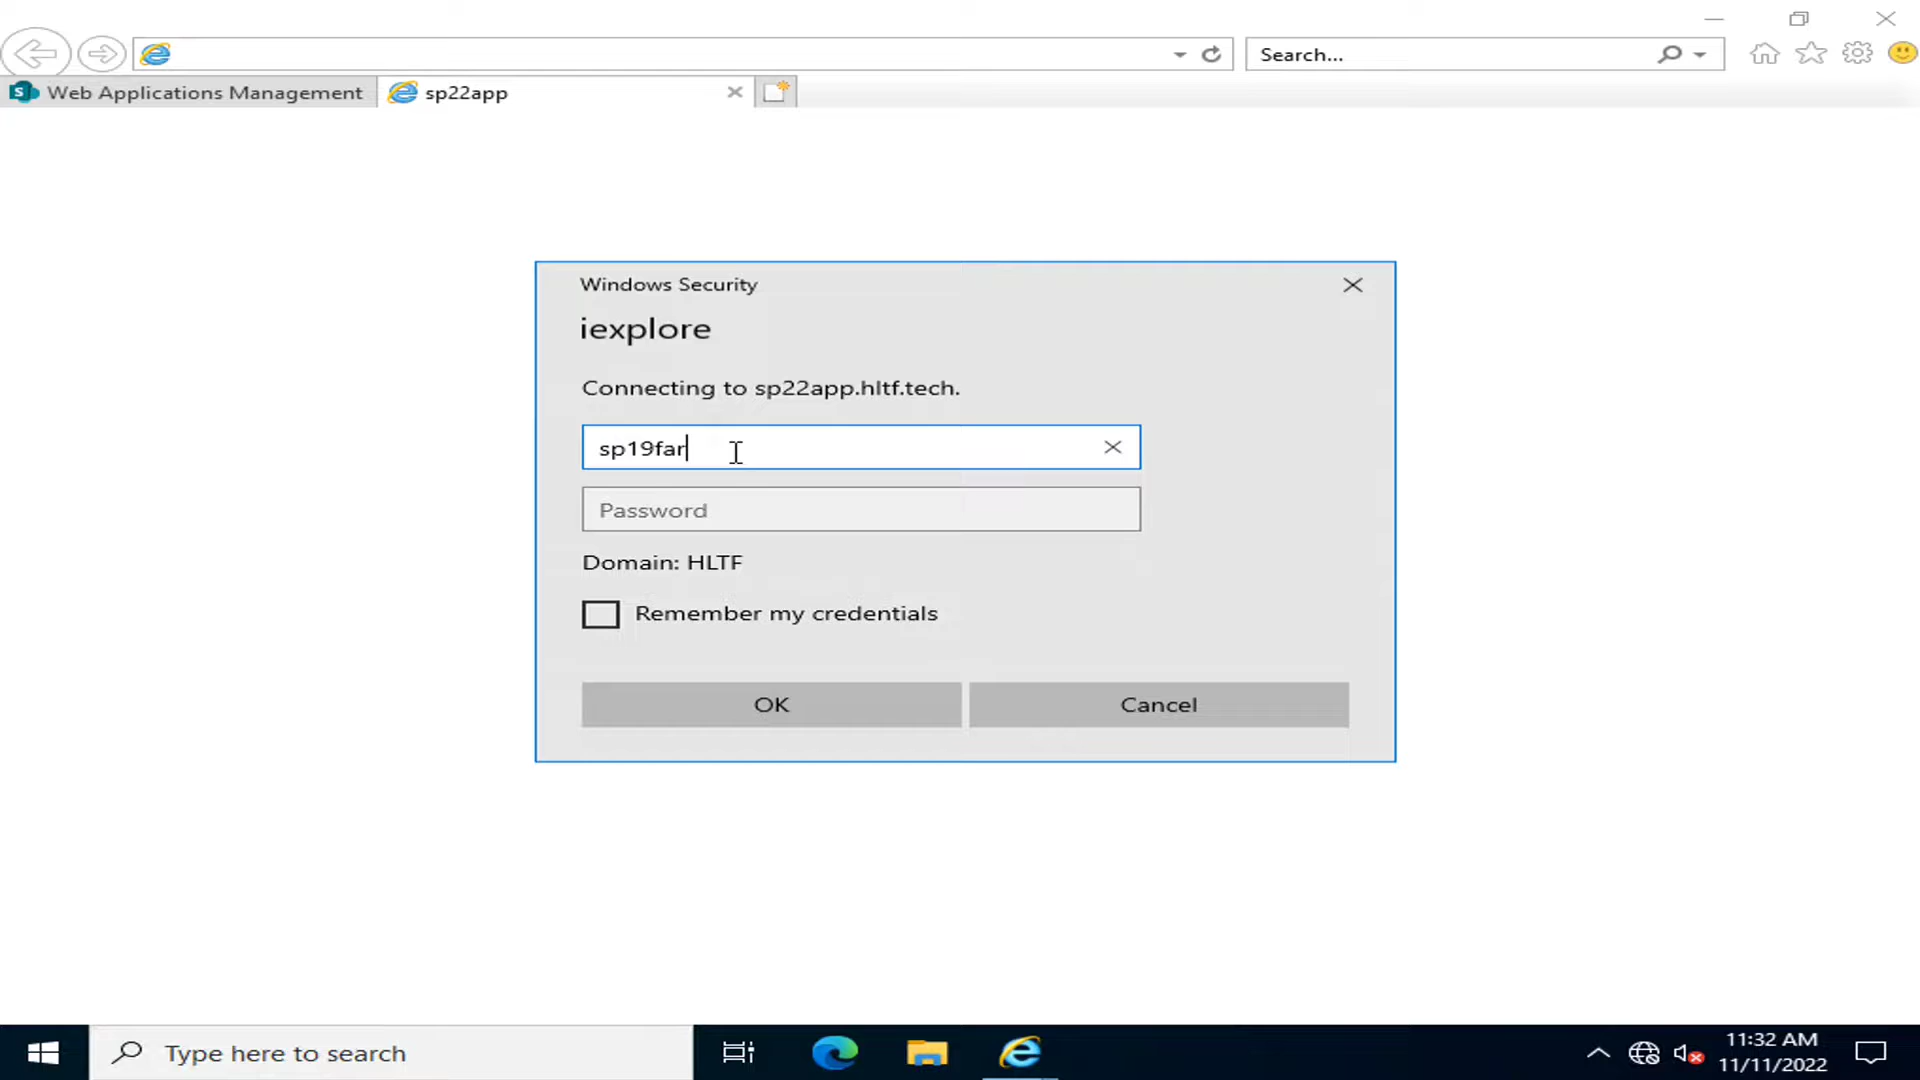 Search...
Web Applications Management
sp22app
Windows Security
iexplore
Connecting to sp22app.hltf.tech.
sp19far
Password
Domain: HLTF
Remember my credentials
OK
Cancel
Type here to search
11:32 AM
11/11/2022